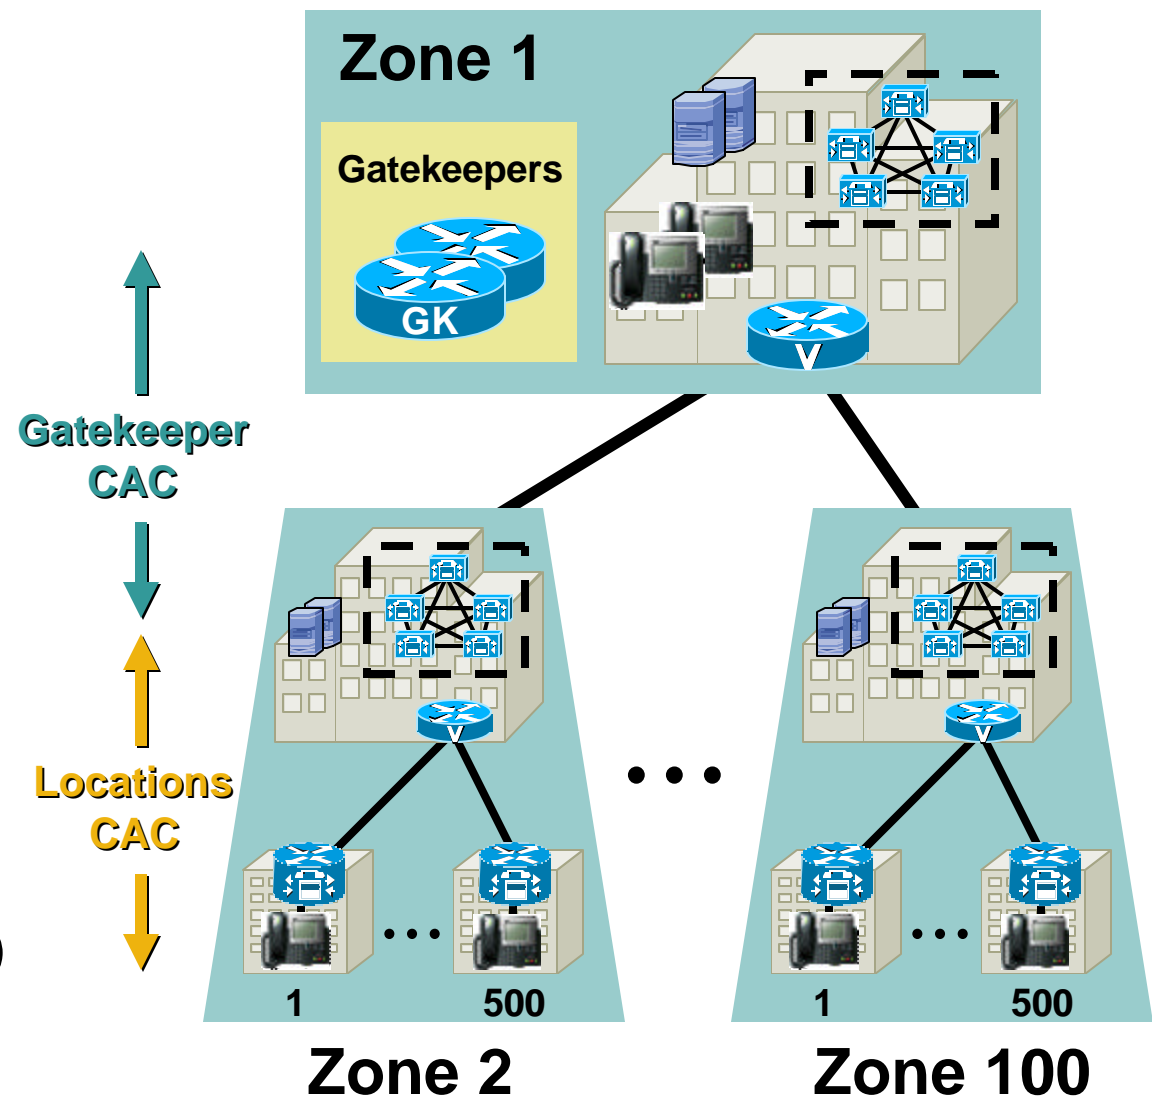 Zone 1
Gatekeepers
GK
V
Gatekeeper
CAC
V
V
Locations
CAC
)
1
500
1
500
Zone 2
Zone 100